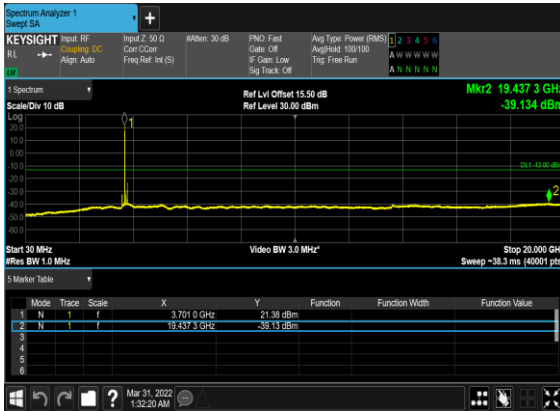 Spectrum Analyzer 1
Swept SA
KEYSIGHT Input: RF Input Z: 50 Ω #Atten: 30 dB PNO: Fast Avg Type: Power (RMS) 1 2 3 4 5 6
RL Coupling: DC Corr CCorr Gate: Off Avg|Hold: 100/100 A W W W W W
Align: Auto Freq Ref: Int (S) IF Gain: Low Trig: Free Run
Sig Track: Off A N N N N N
1 Spectrum Ref Lvl Offset 15.50 dB Mkr2 19.437 3 GHz
Scale/Div 10 dB Ref Level 30.00 dBm -39.134 dBm
Log
20.0
10.0
0.00
-10.0
-20.0
-30.0
-40.0
-50.0
-60.0
1
DL1 -13.00 dBm
2
Start 30 MHz Video BW 3.0 MHz* Stop 20.000 GH
#Res BW 1.0 MHz Sweep ~38.3 ms (40001 pts
5 Marker Table
Mode Trace Scale X Y Function Function Width Function Value
1 N 1 f 3.701 0 GHz 21.38 dBm
2 N 1 f 19.437 3 GHz -39.13 dBm
3
4
5
6
? Mar 31, 2022
1:32:20 AM